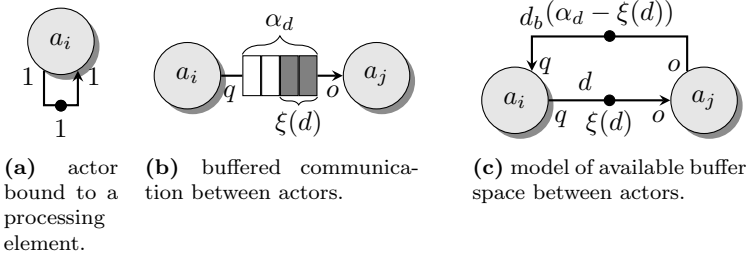 a_i
1 1
1
(a) actor
bound to a
processing
element.
α_d
a_i q o a_j
ξ(d)
(b) buffered communica-
tion between actors.
d_b (α_d − ξ(d))
q o
a_i d a_j
q ξ(d) o
(c) model of available buffer
space between actors.